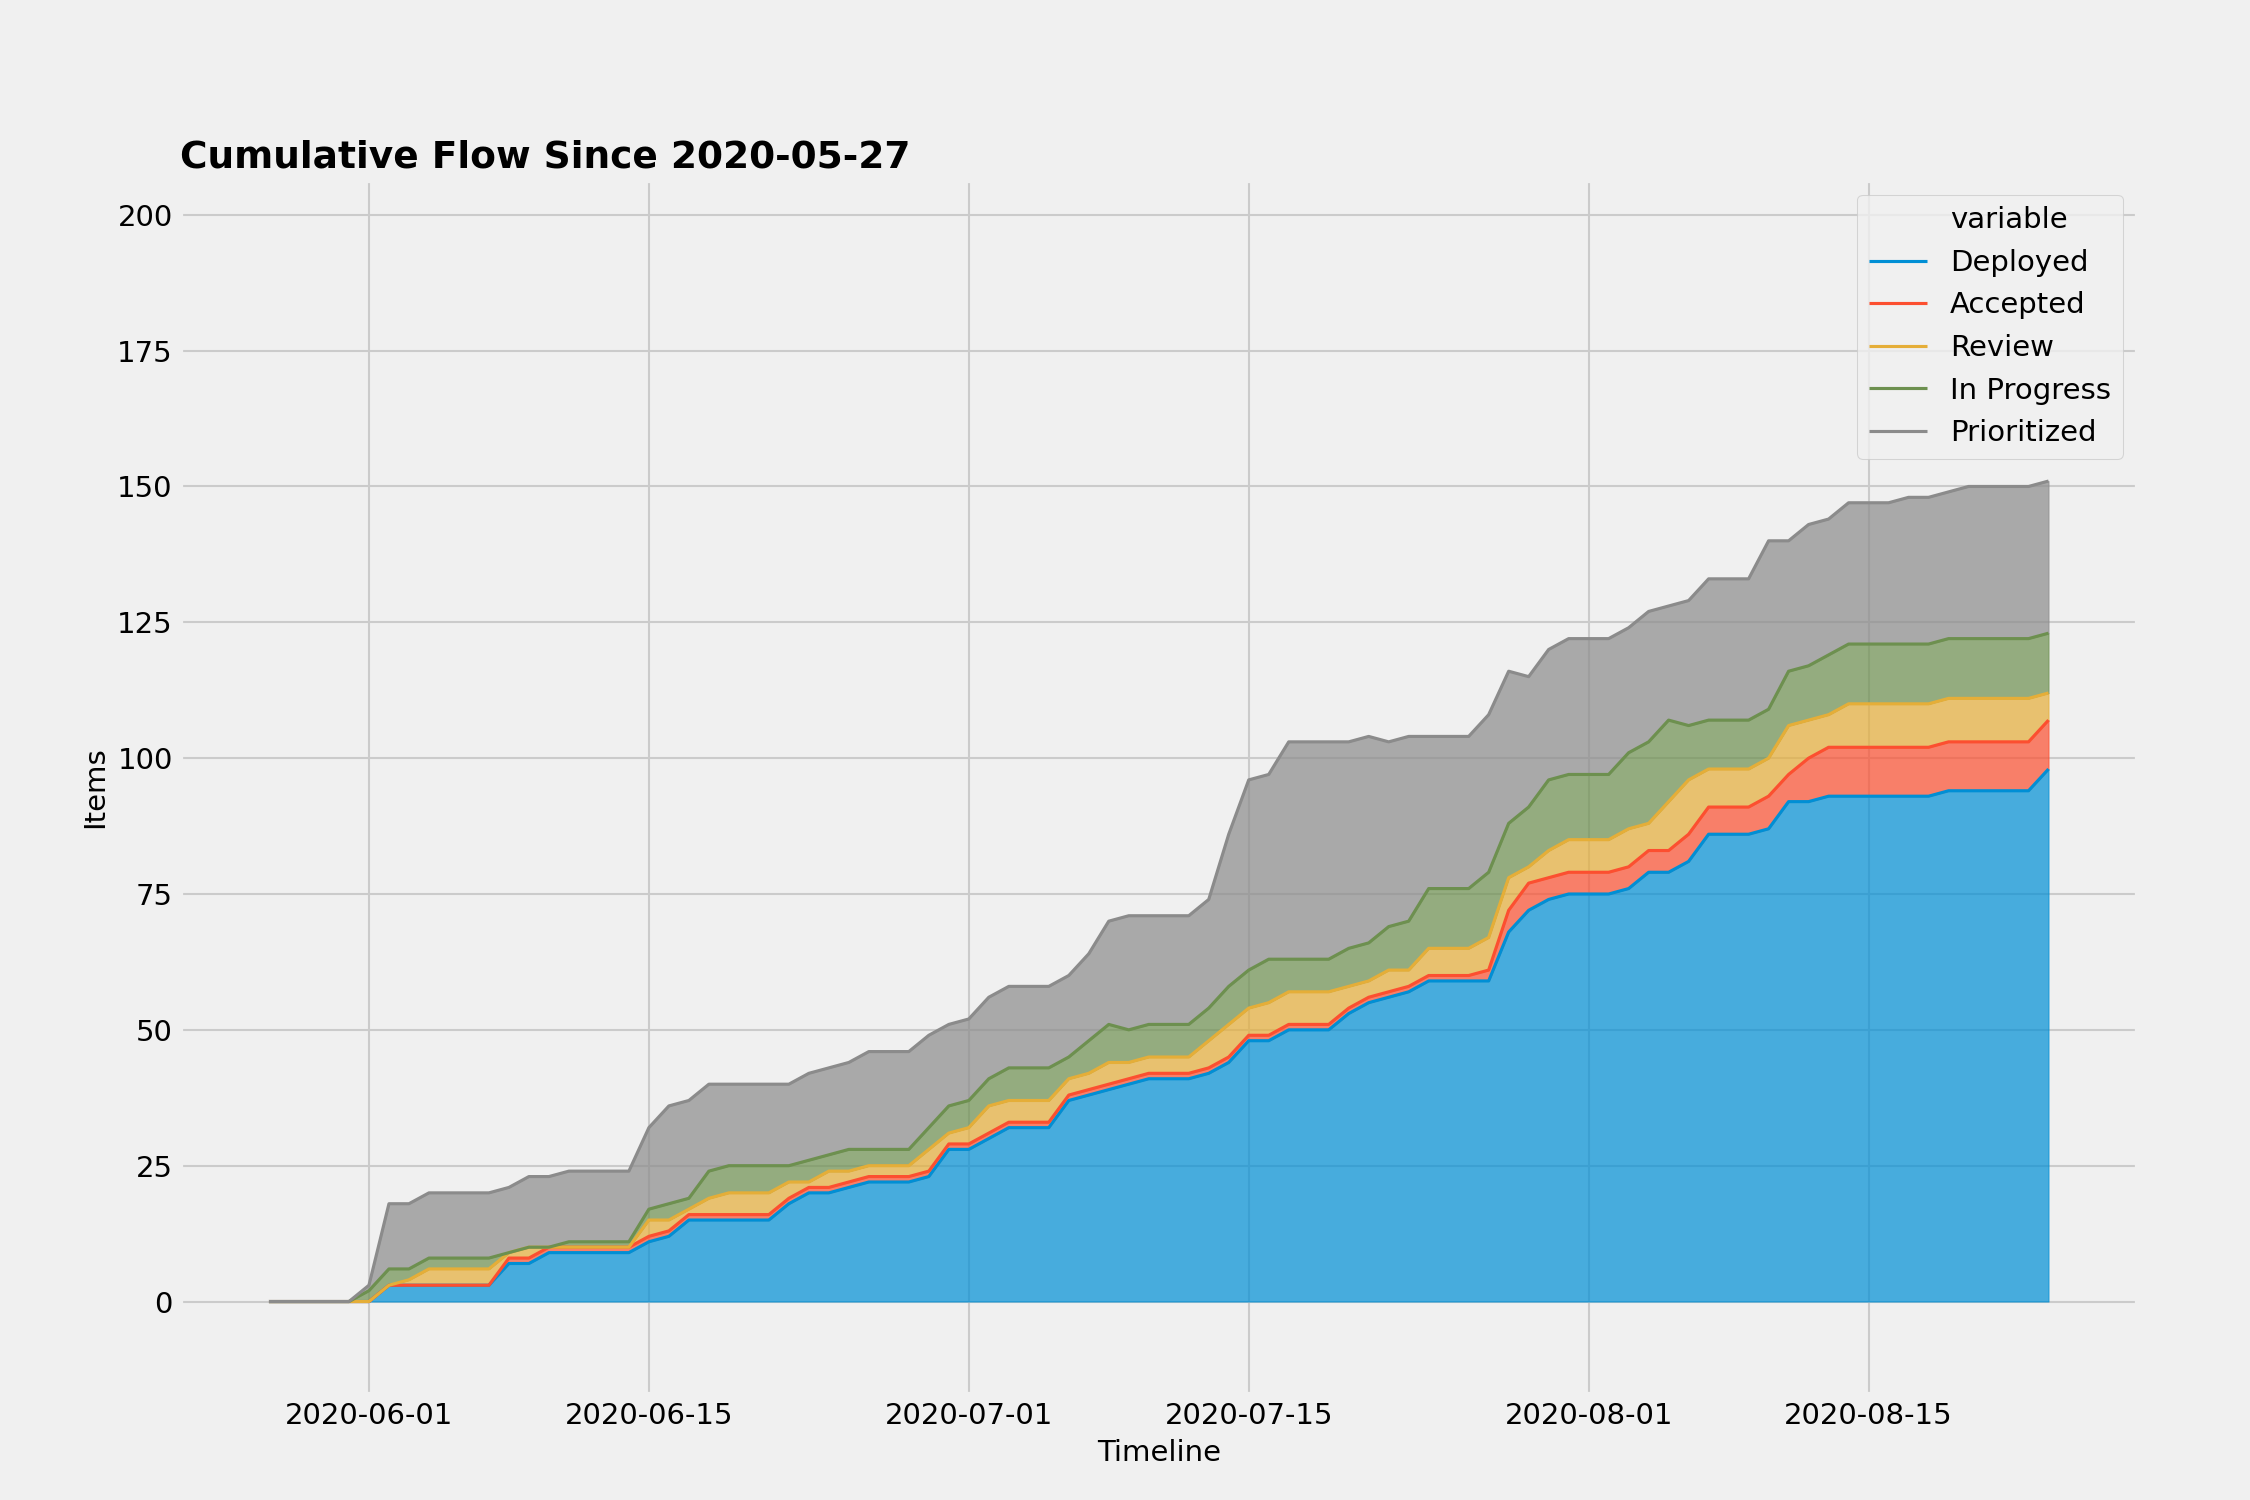 Cumulative Flow Since 2020-05-27
200
175
150
125
100
75
50
25
0
Items
variable
Deployed
Accepted
Review
In Progress
Prioritized
2020-06-01
2020-06-15
2020-07-01
2020-07-15
2020-08-01
2020-08-15
Timeline